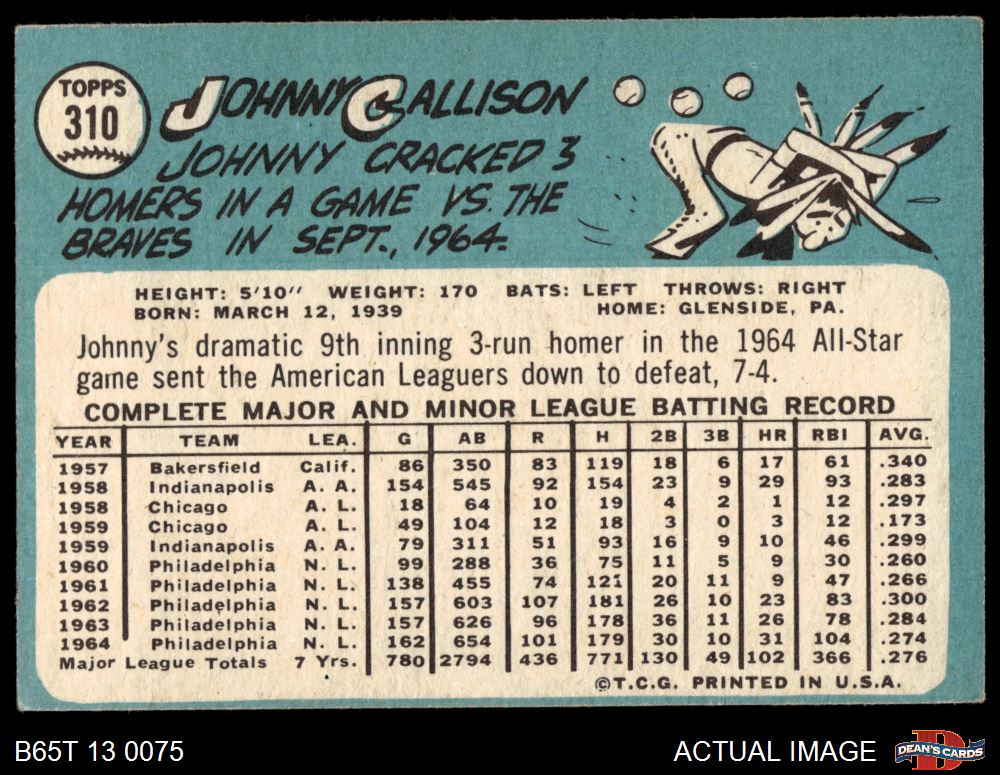 TOPPS
310
JOHNNY CALLISON
JOHNNY CRACKED 3
HOMERS IN A GAME VS. THE
BRAVES IN SEPT., 1964.
HEIGHT: 5'10" WEIGHT: 170 BATS: LEFT THROWS: RIGHT
BORN: MARCH 12, 1939 HOME: GLENSIDE, PA.
Johnny's dramatic 9th inning 3-run homer in the 1964 All-Star
game sent the American Leaguers down to defeat, 7-4.
COMPLETE MAJOR AND MINOR LEAGUE BATTING RECORD
YEAR TEAM LEA. G AB R H 2B 3B HR RBI AVG.
1957 Bakersfield Calif. 86 350 83 119 18 6 17 61 .340
1958 Indianapolis A. A. 154 545 92 154 23 9 29 93 .283
1958 Chicago A. L. 18 64 10 19 4 2 1 12 .297
1959 Chicago A. L. 49 104 12 18 3 0 3 12 .173
1959 Indianapolis A. A. 79 311 51 93 16 9 10 46 .299
1960 Philadelphia N. L. 99 288 36 75 11 5 9 30 .260
1961 Philadelphia N. L. 138 455 74 121 20 11 9 47 .266
1962 Philadelphia N. L. 157 603 107 181 26 10 23 83 .300
1963 Philadelphia N. L. 157 626 96 178 36 11 26 78 .284
1964 Philadelphia N. L. 162 654 101 179 30 10 31 104 .274
Major League Totals 7 Yrs. 780 2794 436 771 130 49 102 366 .276
©T.C.G. PRINTED IN U.S.A.
B65T 13 0075 ACTUAL IMAGE DEAN'S CARDS